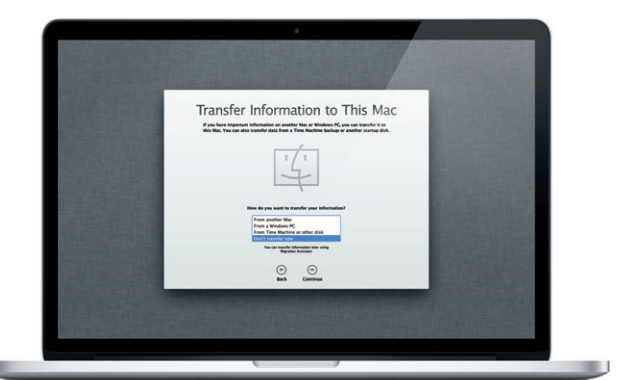 Transfer Information to This Mac
If you have important information on another Mac or Windows PC, you can transfer it to
this Mac. You can also transfer data from a Time Machine backup or another startup disk.
How do you want to transfer your information?
From another Mac
From a Windows PC
From Time Machine or other disk
Don't transfer now
You can transfer information later using
Migration Assistant.
Back
Continue